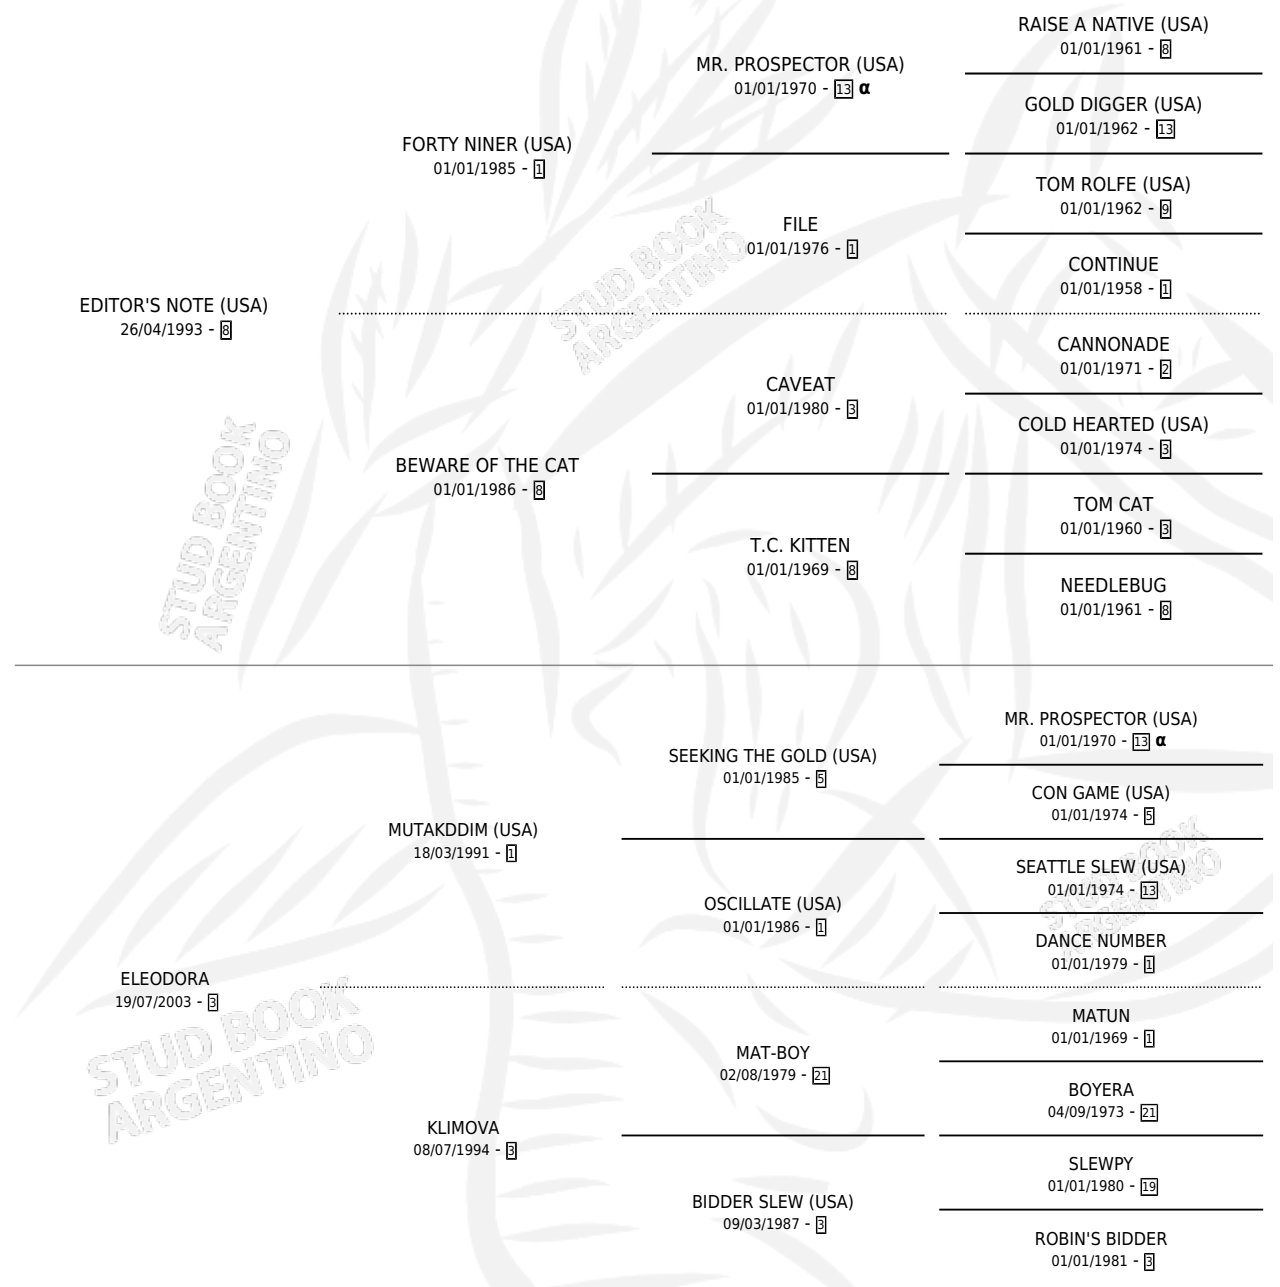 RAISE A NATIVE (USA)
01/01/1961 - 8
MR. PROSPECTOR (USA)
01/01/1970 - 13 α
GOLD DIGGER (USA)
01/01/1962 - 13
FORTY NINER (USA)
01/01/1985 - 1
TOM ROLFE (USA)
01/01/1962 - 9
FILE
01/01/1976 - 1
CONTINUE
01/01/1958 - 1
EDITOR'S NOTE (USA)
26/04/1993 - 8
CANNONADE
01/01/1971 - 2
CAVEAT
01/01/1980 - 3
COLD HEARTED (USA)
01/01/1974 - 3
BEWARE OF THE CAT
01/01/1986 - 8
TOM CAT
01/01/1960 - 3
T.C. KITTEN
01/01/1969 - 8
NEEDLEBUG
01/01/1961 - 8
MR. PROSPECTOR (USA)
01/01/1970 - 13 α
SEEKING THE GOLD (USA)
01/01/1985 - 5
CON GAME (USA)
01/01/1974 - 5
MUTAKDDIM (USA)
18/03/1991 - 1
SEATTLE SLEW (USA)
01/01/1974 - 13
OSCILLATE (USA)
01/01/1986 - 1
DANCE NUMBER
01/01/1979 - 1
ELEODORA
19/07/2003 - 3
MATUN
01/01/1969 - 1
MAT-BOY
02/08/1979 - 21
BOYERA
04/09/1973 - 21
KLIMOVA
08/07/1994 - 3
SLEWPY
01/01/1980 - 19
BIDDER SLEW (USA)
09/03/1987 - 3
ROBIN'S BIDDER
01/01/1981 - 3
STUD BOOK
ARGENTINO
STUD BOOK
ARGENTINO
STUD BOOK
ARGENTINO
STUD BOOK
ARGENTINO